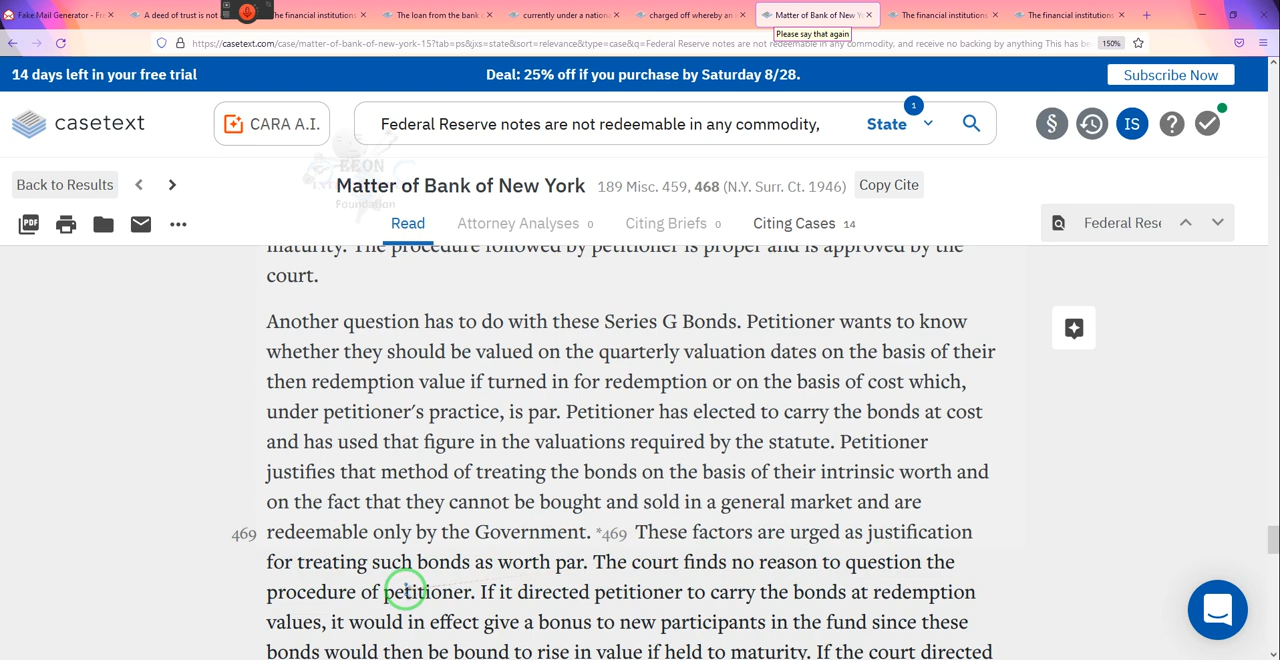 Fake Mail Generator - Fr
A deed of trust is not
he financial institutions
The loan from the bank
currently under a nation
charged off whereby an
Matter of Bank of New Y
The financial institutions
The financial institutions
Please say that again
https://casetext.com/case/matter-of-bank-of-new-york-15?tab=ps&jxs=state&sort=relevance&type=case&q=Federal Reserve notes are not redeemable in any commodity, and receive no backing by anything This has be
150%
14 days left in your free trial
Deal: 25% off if you purchase by Saturday 8/28.
Subscribe Now
casetext
CARA A.I.
Federal Reserve notes are not redeemable in any commodity,
State
1
§
IS
?
Back to Results
EEON
Foundation
Matter of Bank of New York
189 Misc. 459, 468 (N.Y. Surr. Ct. 1946)
Copy Cite
PDF
Read
Attorney Analyses 0
Citing Briefs 0
Citing Cases 14
Federal Rese
maturity. The procedure followed by petitioner is proper and is approved by the
court.
Another question has to do with these Series G Bonds. Petitioner wants to know
whether they should be valued on the quarterly valuation dates on the basis of their
then redemption value if turned in for redemption or on the basis of cost which,
under petitioner's practice, is par. Petitioner has elected to carry the bonds at cost
and has used that figure in the valuations required by the statute. Petitioner
justifies that method of treating the bonds on the basis of their intrinsic worth and
on the fact that they cannot be bought and sold in a general market and are
469 redeemable only by the Government. *469 These factors are urged as justification
for treating such bonds as worth par. The court finds no reason to question the
procedure of petitioner. If it directed petitioner to carry the bonds at redemption
values, it would in effect give a bonus to new participants in the fund since these
bonds would then be bound to rise in value if held to maturity. If the court directed